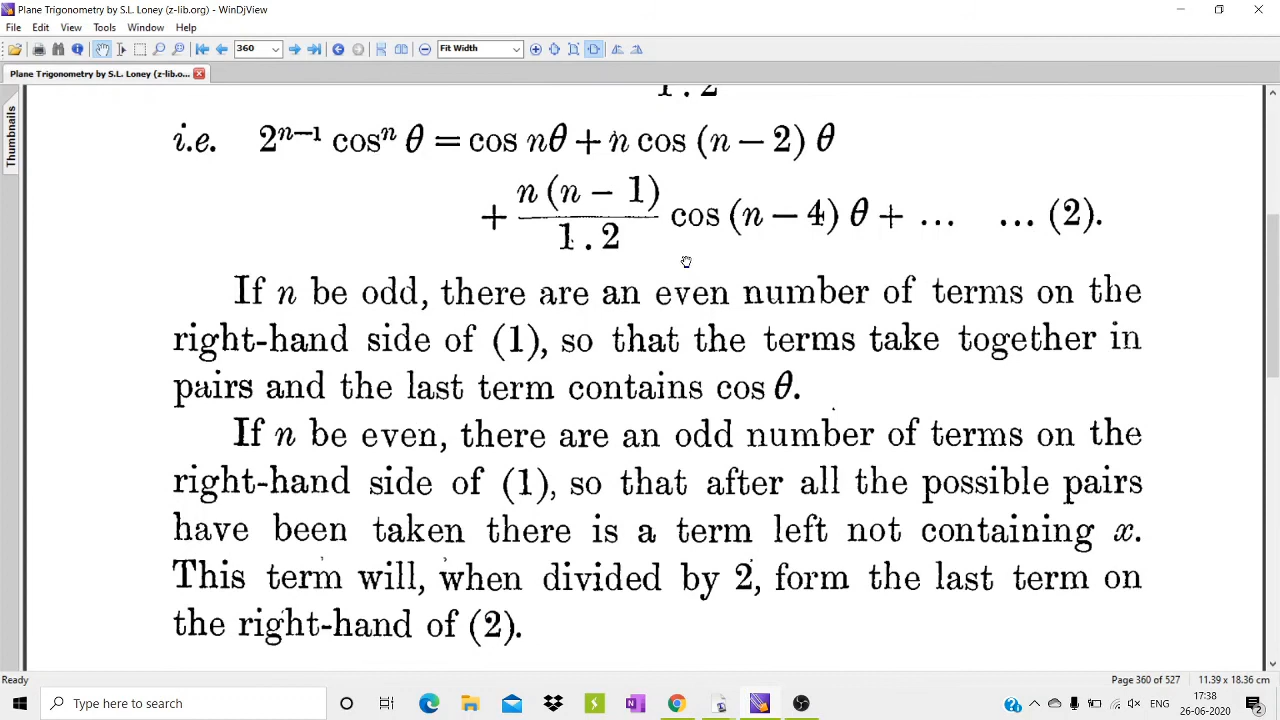 Plane Trigonometry by S.L. Loney (z-lib.org) - WinDjView
File Edit View Tools Window Help
360 Fit Width
Plane Trigonometry by S.L. Loney (z-lib.o...
Thumbnails
1 . 2
i.e. 2^{n-1} cos^n θ = cos nθ + n cos (n − 2) θ
+ n (n − 1) / 1 . 2 cos (n − 4) θ + ... ... (2).
If n be odd, there are an even number of terms on the
right-hand side of (1), so that the terms take together in
pairs and the last term contains cos θ.
If n be even, there are an odd number of terms on the
right-hand side of (1), so that after all the possible pairs
have been taken there is a term left not containing x.
This term will, when divided by 2, form the last term on
the right-hand of (2).
Ready Page 360 of 527 11.39 x 18.36 cm
Type here to search
ENG 17:38
26-06-2020 2